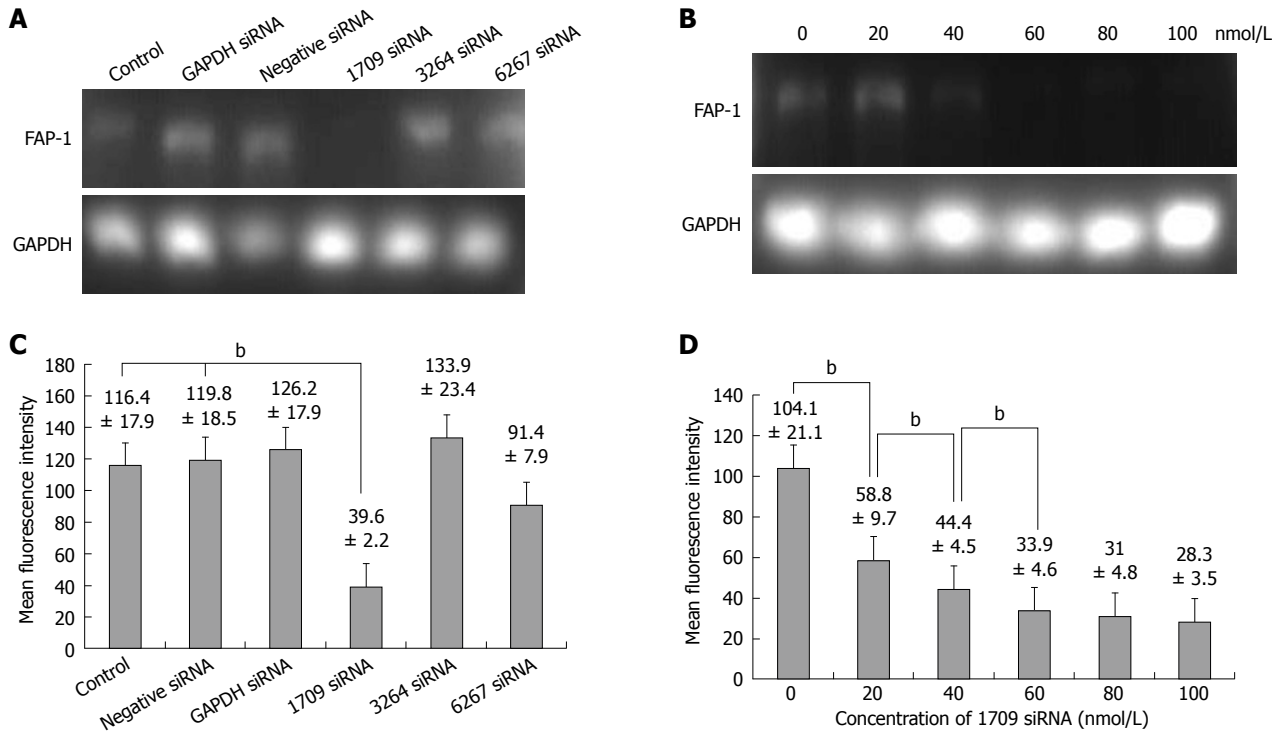 A
Control
GAPDH siRNA
Negative siRNA
1709 siRNA
3264 siRNA
6267 siRNA
FAP-1
GAPDH
B
0 20 40 60 80 100 nmol/L
FAP-1
GAPDH
C
b
Mean fluorescence intensity
180
160
140
120
100
80
60
40
20
0
116.4
± 17.9
119.8
± 18.5
126.2
± 17.9
39.6
± 2.2
133.9
± 23.4
91.4
± 7.9
Control
Negative siRNA
GAPDH siRNA
1709 siRNA
3264 siRNA
6267 siRNA
D
b
b
b
Mean fluorescence intensity
140
120
100
80
60
40
20
0
104.1
± 21.1
58.8
± 9.7
44.4
± 4.5
33.9
± 4.6
31
± 4.8
28.3
± 3.5
0 20 40 60 80 100
Concentration of 1709 siRNA (nmol/L)